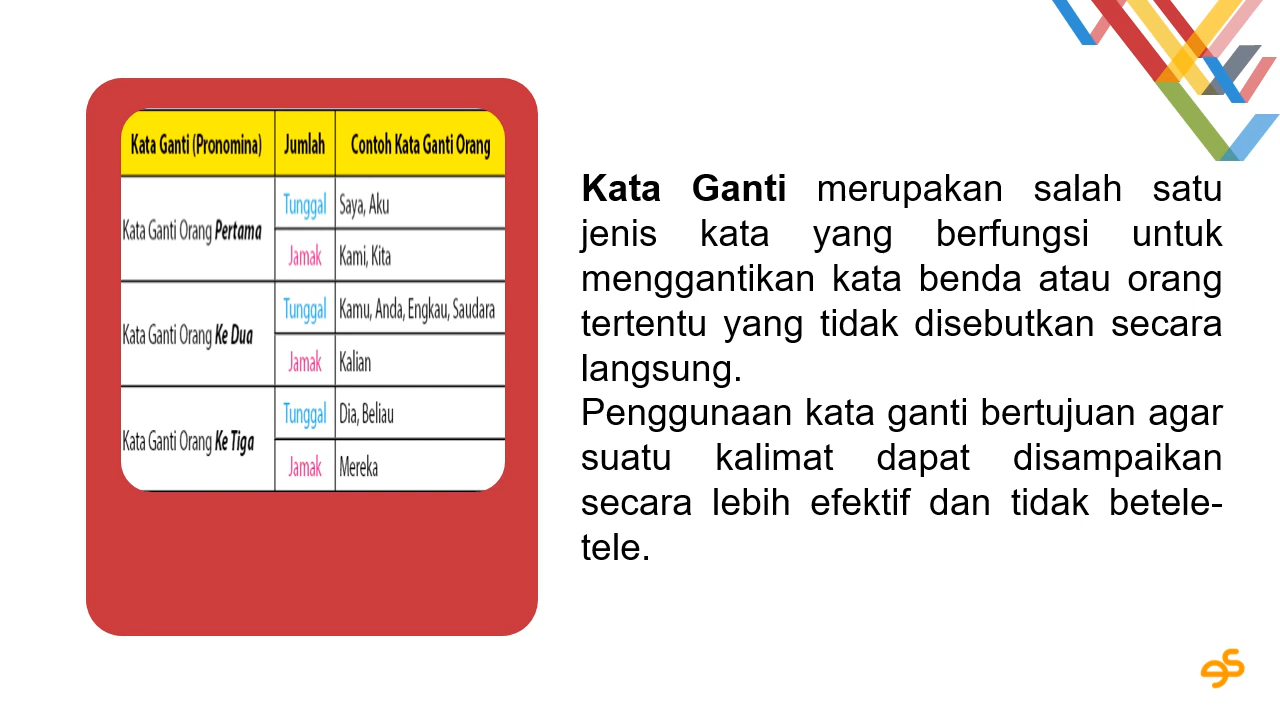 Kata Ganti (Pronomina) Jumlah Contoh Kata Ganti Orang
Kata Ganti Orang Pertama
Tunggal Saya, Aku
Jamak Kami, Kita
Kata Ganti Orang Ke Dua
Tunggal Kamu, Anda, Engkau, Saudara
Jamak Kalian
Kata Ganti Orang Ke Tiga
Tunggal Dia, Beliau
Jamak Mereka
Kata Ganti merupakan salah satu
jenis kata yang berfungsi untuk
menggantikan kata benda atau orang
tertentu yang tidak disebutkan secara
langsung.
Penggunaan kata ganti bertujuan agar
suatu kalimat dapat disampaikan
secara lebih efektif dan tidak betele-
tele.